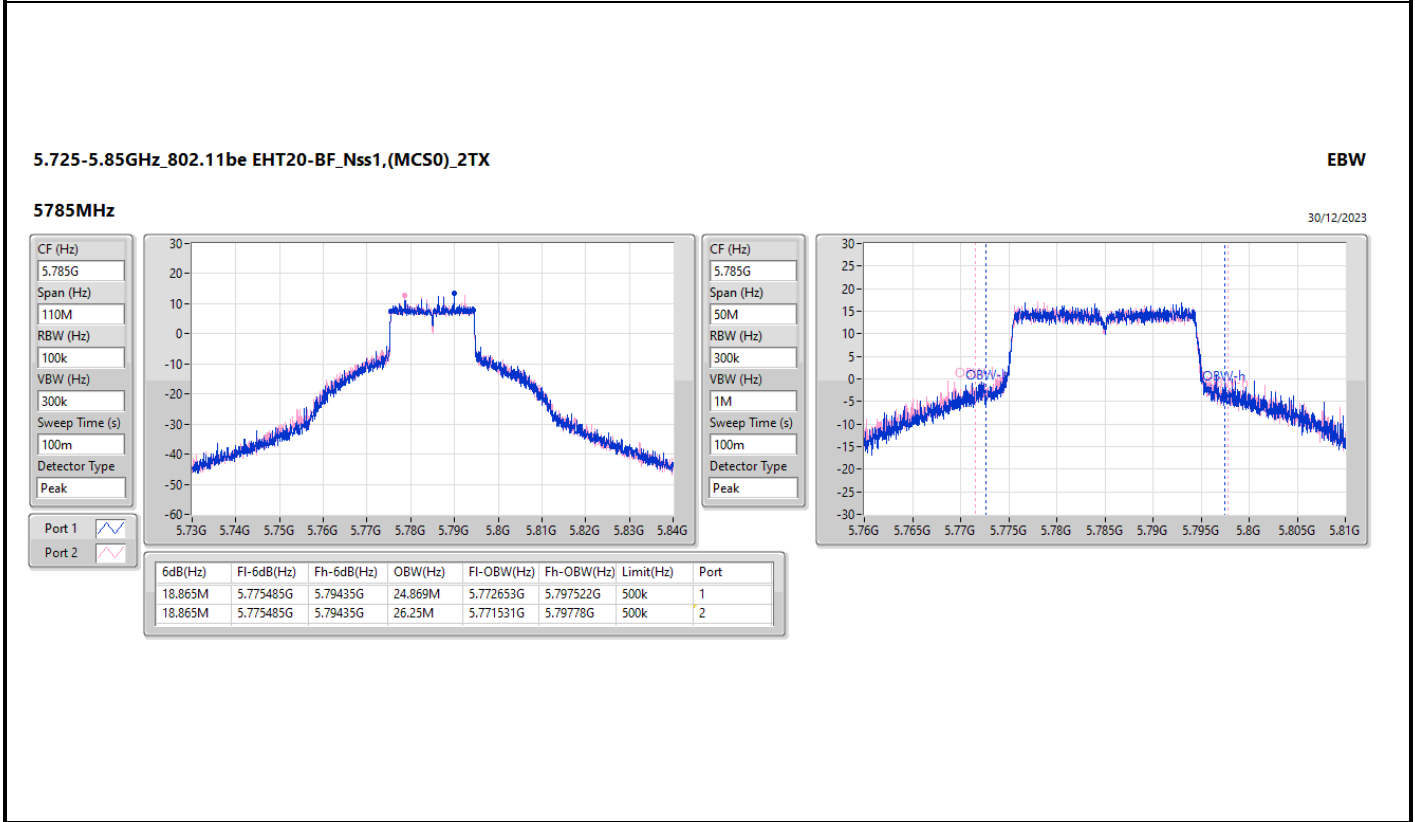 5.725-5.85GHz_802.11be EHT20-BF_Nss1,(MCS0)_2TX
EBW
5785MHz
30/12/2023
CF (Hz)
5.785G
Span (Hz)
110M
RBW (Hz)
100k
VBW (Hz)
300k
Sweep Time (s)
100m
Detector Type
Peak
Port 1
Port 2
30
20
10
0
-10
-20
-30
-40
-50
-60
5.73G 5.74G 5.75G 5.76G 5.77G 5.78G 5.79G 5.8G 5.81G 5.82G 5.83G 5.84G
CF (Hz)
5.785G
Span (Hz)
50M
RBW (Hz)
300k
VBW (Hz)
1M
Sweep Time (s)
100m
Detector Type
Peak
30
25
20
15
10
5
0
-5
-10
-15
-20
-25
-30
OBW-l
OBW-h
5.76G 5.765G 5.77G 5.775G 5.78G 5.785G 5.79G 5.795G 5.8G 5.805G 5.81G
6dB(Hz) Fl-6dB(Hz) Fh-6dB(Hz) OBW(Hz) Fl-OBW(Hz) Fh-OBW(Hz) Limit(Hz) Port
18.865M 5.775485G 5.79435G 24.869M 5.772653G 5.797522G 500k 1
18.865M 5.775485G 5.79435G 26.25M 5.771531G 5.79778G 500k 2